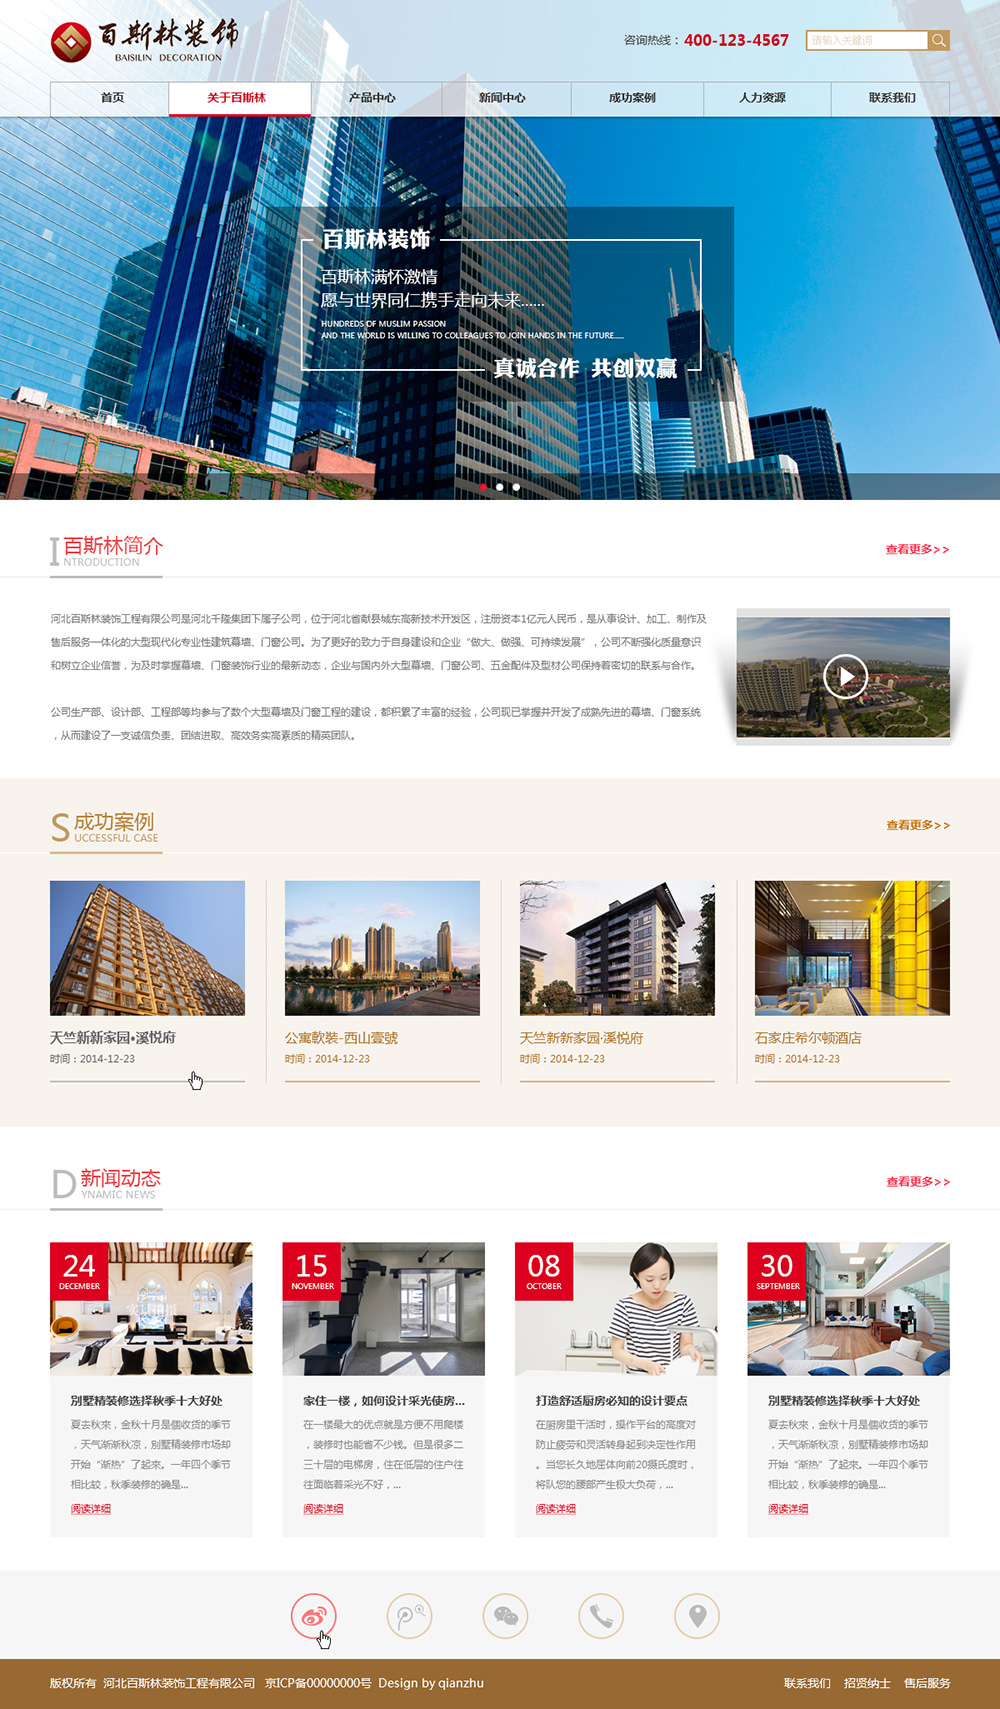 百斯林装饰
BAISILIN DECORATION
咨询热线：400-123-4567
请输入关键词
首页 关于百斯林 产品中心 新闻中心 成功案例 人力资源 联系我们
百斯林装饰
百斯林满怀激情
愿与世界同仁携手走向未来......
HUNDREDS OF MUSLIM PASSION
AND THE WORLD IS WILLING TO COLLEAGUES TO JOIN HANDS IN THE FUTURE.....
真诚合作 共创双赢
百斯林简介
INTRODUCTION
查看更多>>
河北百斯林装饰工程有限公司是河北千隆集团下属子公司，位于河北省献县城东高新技术开发区，注册资本1亿元人民币，是从事设计、加工、制作及
售后服务一体化的大型现代化专业性建筑幕墙、门窗公司。为了更好的致力于自身建设和企业“做大、做强、可持续发展”，公司不断强化质量意识
和树立企业信誉，为及时掌握幕墙、门窗装饰行业的最新动态，企业与国内外大型幕墙、门窗公司、五金配件及型材公司保持着密切的联系与合作。
公司生产部、设计部、工程部等均参与了数个大型幕墙及门窗工程的建设，都积累了丰富的经验，公司现已掌握并开发了成熟先进的幕墙、门窗系统
，从而建设了一支诚信负责、团结进取、高效务实高素质的精英团队。
成功案例
SUCCESSFUL CASE
查看更多>>
天竺新新家园•溪悦府
时间：2014-12-23
公寓軟裝-西山壹號
时间：2014-12-23
天竺新新家园·溪悦府
时间：2014-12-23
石家庄希尔顿酒店
时间：2014-12-23
新闻动态
DYNAMIC NEWS
查看更多>>
24
DECEMBER
别墅精装修选择秋季十大好处
夏去秋來，金秋十月是個收货的季节
，天气渐渐秋凉，别墅精装修市场却
开始“渐热”了起來。一年四个季节
相比较，秋季装修的确是...
阅读详细
15
NOVEMBER
家住一楼，如何设计采光使房...
在一楼最大的优点就是方便不用爬楼
，装修时也能省不少钱。但是很多二
三十层的电梯房，住在低层的住户往
往面临着采光不好，...
阅读详细
08
OCTOBER
打造舒适厨房必知的设计要点
在厨房里干活时，操作平台的高度对
防止疲劳和灵活转身起到决定性作用
。当您长久地屈体向前20摄氏度时，
将队您的腰部产生极大负荷，...
阅读详细
30
SEPTEMBER
别墅精装修选择秋季十大好处
夏去秋來，金秋十月是個收货的季节
，天气渐渐秋凉，别墅精装修市场却
开始“渐热”了起來。一年四个季节
相比较，秋季装修的确是...
阅读详细
版权所有 河北百斯林装饰工程有限公司 京ICP备00000000号 Design by qianzhu
联系我们 招贤纳士 售后服务